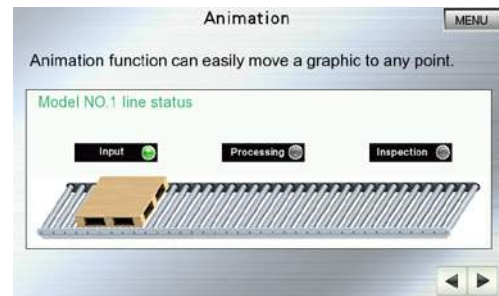 Animation
MENU
Animation function can easily move a graphic to any point.
Model NO.1 line status
Input
Processing
Inspection